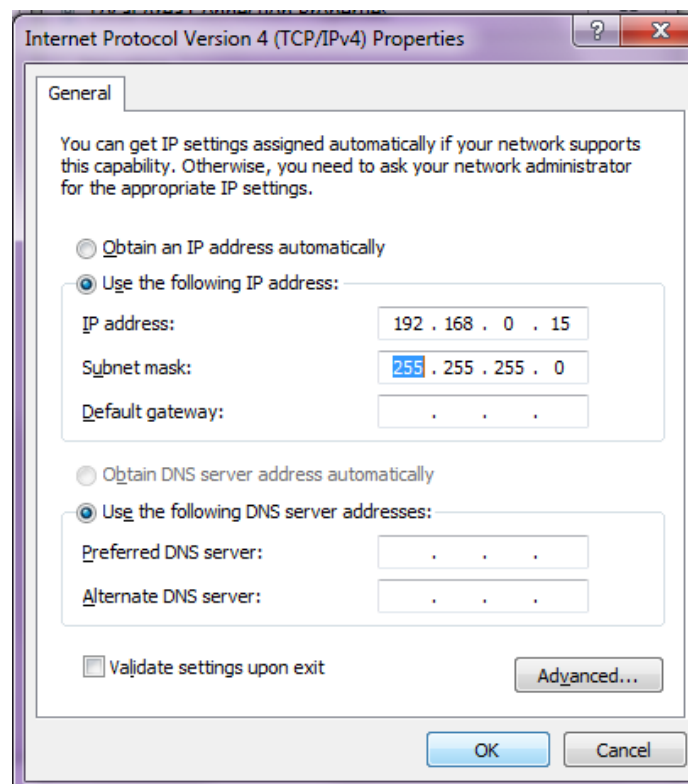 Local Area Connection Properties
Internet Protocol Version 4 (TCP/IPv4) Properties
General
You can get IP settings assigned automatically if your network supports
this capability. Otherwise, you need to ask your network administrator
for the appropriate IP settings.
Obtain an IP address automatically
Use the following IP address:
IP address: 192 . 168 . 0 . 15
Subnet mask: 255 . 255 . 255 . 0
Default gateway: . . .
Obtain DNS server address automatically
Use the following DNS server addresses:
Preferred DNS server: . . .
Alternate DNS server: . . .
Validate settings upon exit
Advanced...
OK Cancel